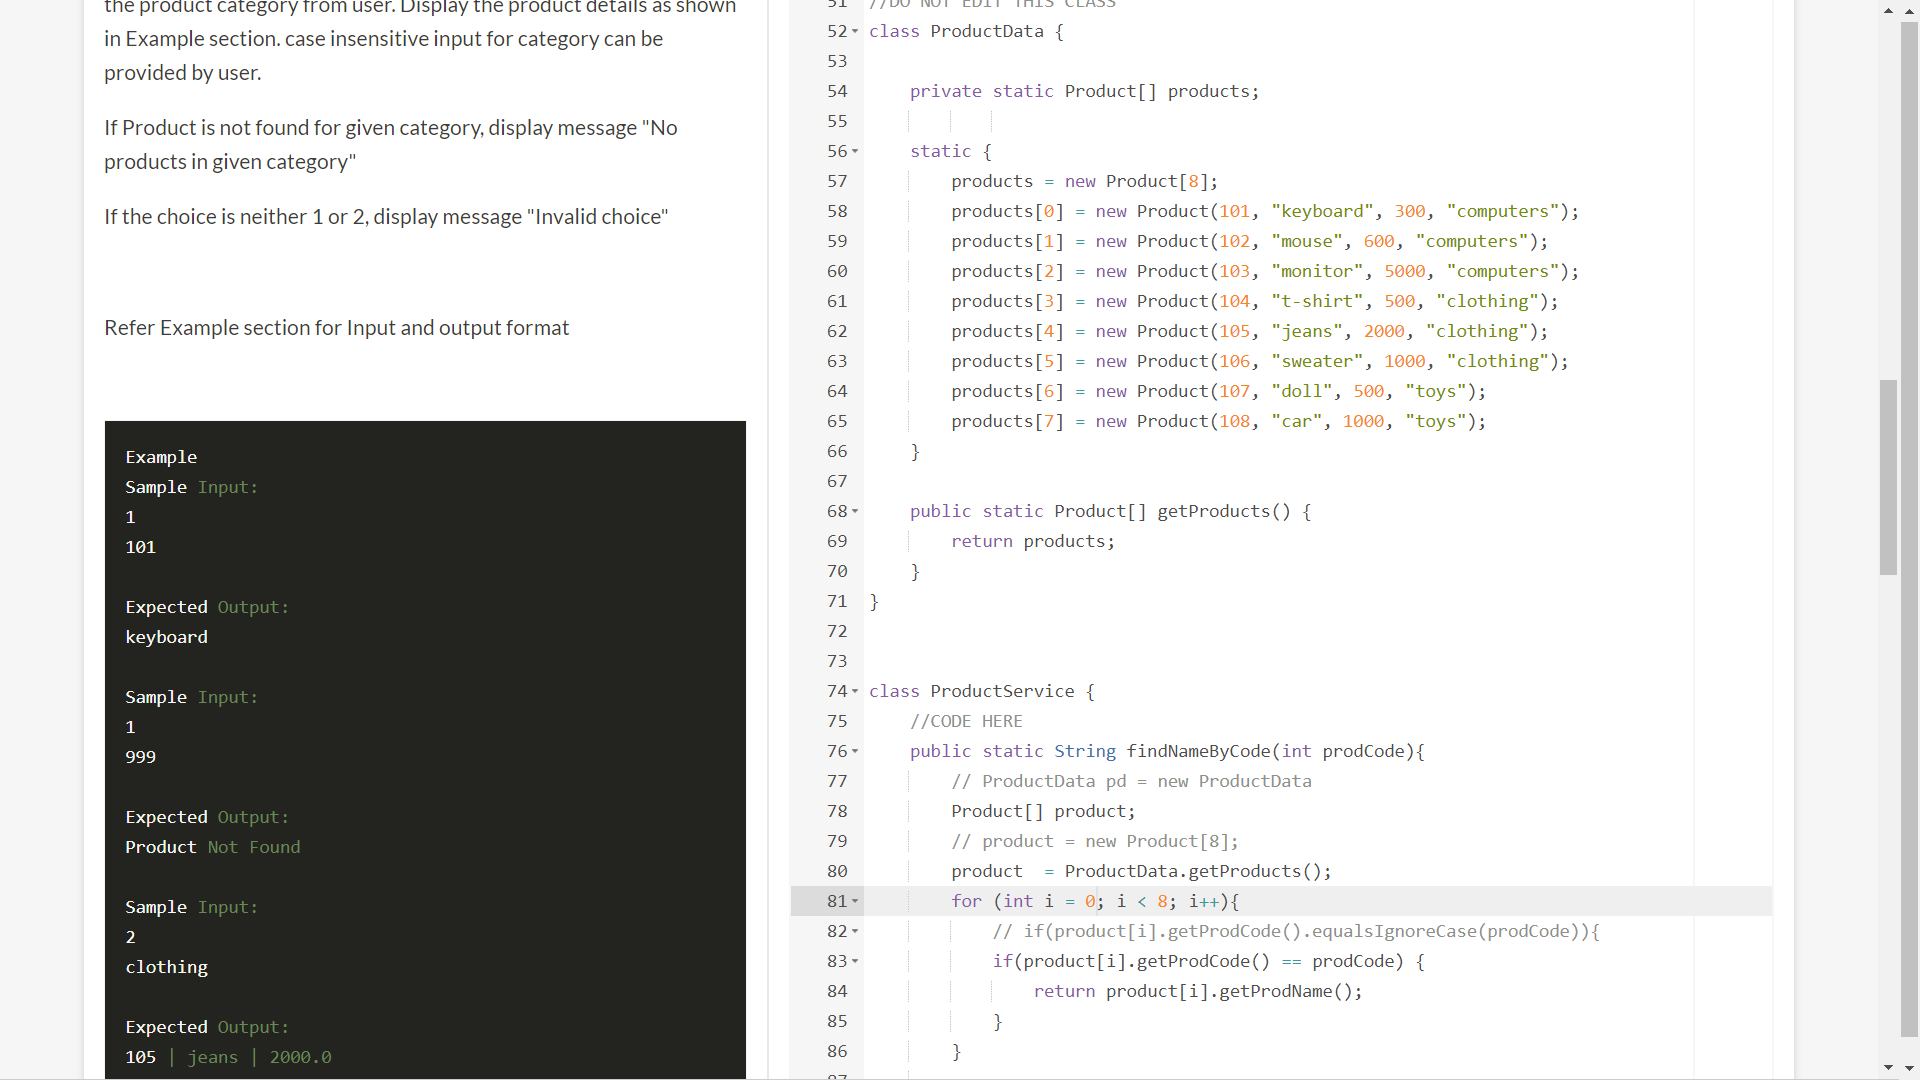 the product category from user. Display the product details as shown
in Example section. case insensitive input for category can be
provided by user.
If Product is not found for given category, display message "No
products in given category"
If the choice is neither 1 or 2, display message "Invalid choice"
Refer Example section for Input and output format
Example
Sample Input:
1
101
Expected Output:
keyboard
Sample Input:
1
999
Expected Output:
Product Not Found
Sample Input:
2
clothing
Expected Output:
105 | jeans | 2000.0
51 //DO NOT EDIT THIS CLASS
52 class ProductData {
53
54 private static Product[] products;
55
56 static {
57 products = new Product[8];
58 products[0] = new Product(101, "keyboard", 300, "computers");
59 products[1] = new Product(102, "mouse", 600, "computers");
60 products[2] = new Product(103, "monitor", 5000, "computers");
61 products[3] = new Product(104, "t-shirt", 500, "clothing");
62 products[4] = new Product(105, "jeans", 2000, "clothing");
63 products[5] = new Product(106, "sweater", 1000, "clothing");
64 products[6] = new Product(107, "doll", 500, "toys");
65 products[7] = new Product(108, "car", 1000, "toys");
66 }
67
68 public static Product[] getProducts() {
69 return products;
70 }
71 }
72
73
74 class ProductService {
75 //CODE HERE
76 public static String findNameByCode(int prodCode){
77 // ProductData pd = new ProductData
78 Product[] product;
79 // product = new Product[8];
80 product  = ProductData.getProducts();
81 for (int i = 0; i < 8; i++){
82 // if(product[i].getProdCode().equalsIgnoreCase(prodCode)){
83 if(product[i].getProdCode() == prodCode) {
84 return product[i].getProdName();
85 }
86 }
87